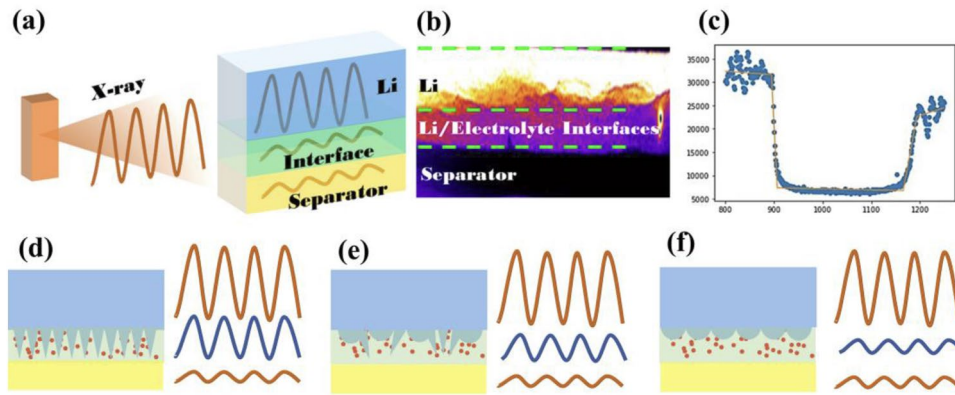 (a)
X-ray
Li
Interface
Separator
(b)
Li
Li/Electrolyte Interfaces
Separator
(c)
35000
30000
25000
20000
15000
10000
5000
800 900 1000 1100 1200
(d)
(e)
(f)